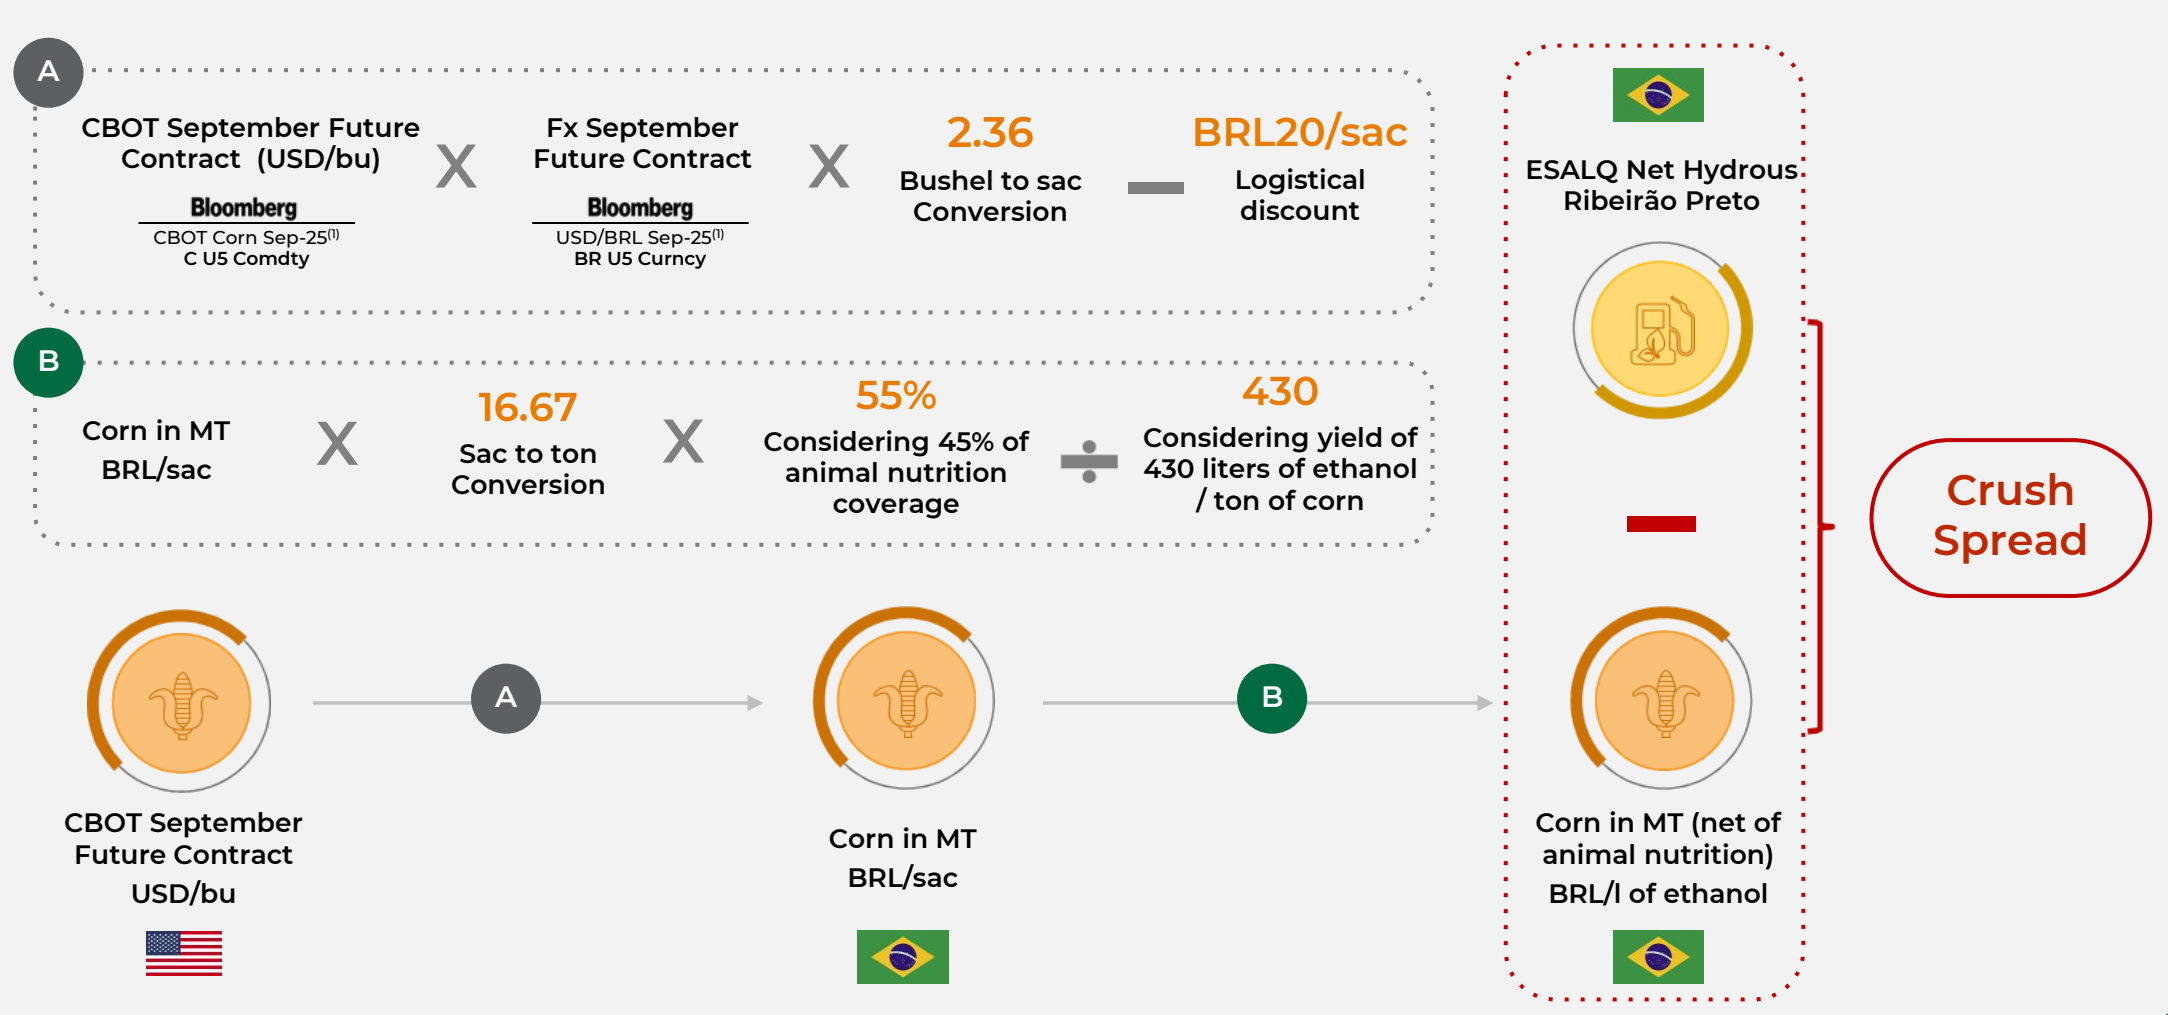 A
CBOT September Future
Contract (USD/bu)
Bloomberg
CBOT Corn Sep-25(1)
C U5 Comdty
X
Fx September
Future Contract
Bloomberg
USD/BRL Sep-25(1)
BR U5 Curncy
X
2.36
Bushel to sac
Conversion
BRL20/sac
Logistical
discount
B
Corn in MT
BRL/sac
X
16.67
Sac to ton
Conversion
X
55%
Considering 45% of
animal nutrition
coverage
÷
430
Considering yield of
430 liters of ethanol
/ ton of corn
ESALQ Net Hydrous
Ribeirão Preto
Crush
Spread
A
B
CBOT September
Future Contract
USD/bu
Corn in MT
BRL/sac
Corn in MT (net of
animal nutrition)
BRL/l of ethanol